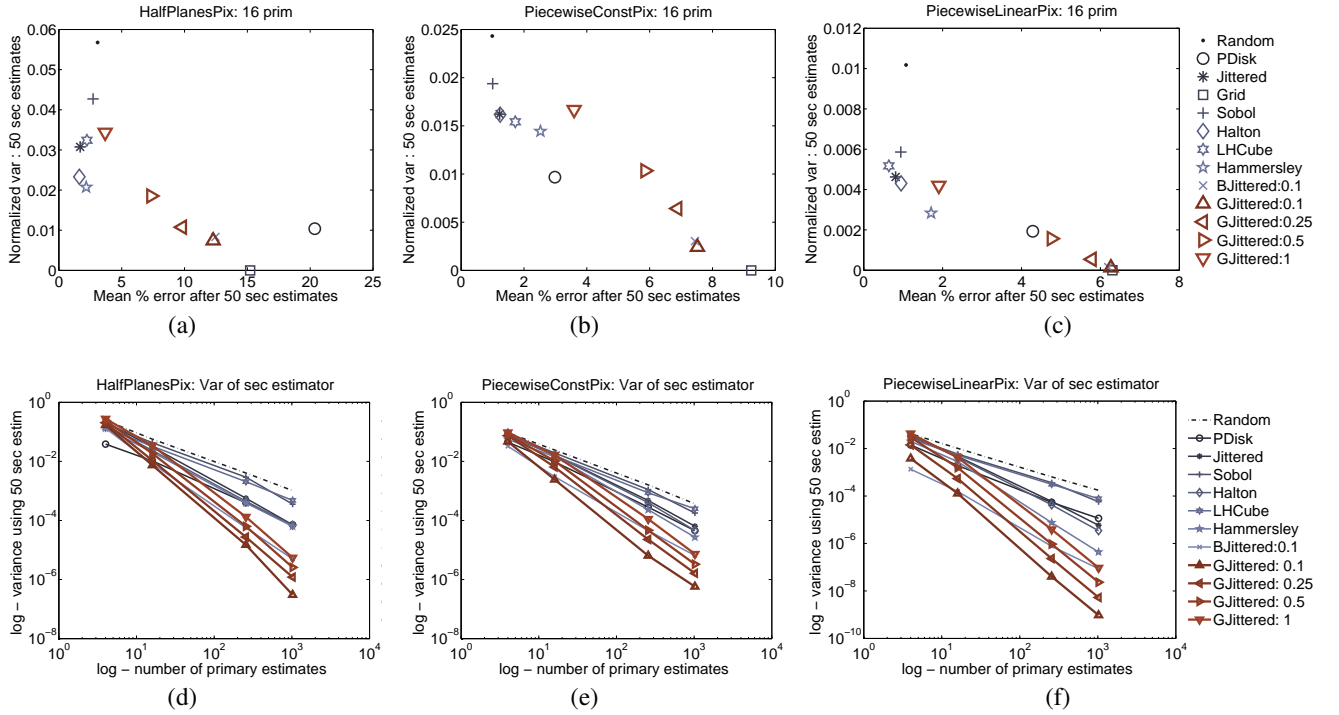 HalfPlanesPix: 16 prim
Normalized var : 50 sec estimates
0.06
0.05
0.04
0.03
0.02
0.01
0
0 5 10 15 20 25
Mean % error after 50 sec estimates
(a)
PiecewiseConstPix: 16 prim
Normalized var : 50 sec estimates
0.025
0.02
0.015
0.01
0.005
0
0 2 4 6 8
Mean % error after 50 sec estimates
(b)
PiecewiseLinearPix: 16 prim
Normalized var : 50 sec estimates
0.012
0.01
0.008
0.006
0.004
0.002
0
0 2 4 6 8
Mean % error after 50 sec estimates
(c)
Random
PDisk
Jittered
Grid
Sobol
Halton
LHCube
Hammersley
BJittered:0.1
GJittered:0.1
GJittered:0.25
GJittered:0.5
GJittered:1
HalfPlanesPix: Var of sec estimator
log − variance using 50 sec estim
10^0
10^−2
10^−4
10^−6
10^−8
10^0 10^1 10^2 10^3 10^4
log − number of primary estimates
(d)
PiecewiseConstPix: Var of sec estimator
log − variance using 50 sec estim
10^0
10^−2
10^−4
10^−6
10^−8
10^0 10^1 10^2 10^3 10^4
log − number of primary estimates
(e)
PiecewiseLinearPix: Var of sec estimator
log − variance using 50 sec estim
10^0
10^−2
10^−4
10^−6
10^−8
10^−10
10^0 10^1 10^2 10^3 10^4
log − number of primary estimates
(f)
Random
PDisk
Jittered
Sobol
Halton
LHCube
Hammersley
BJittered:0.1
GJittered: 0.1
GJittered: 0.25
GJittered: 0.5
GJittered: 1